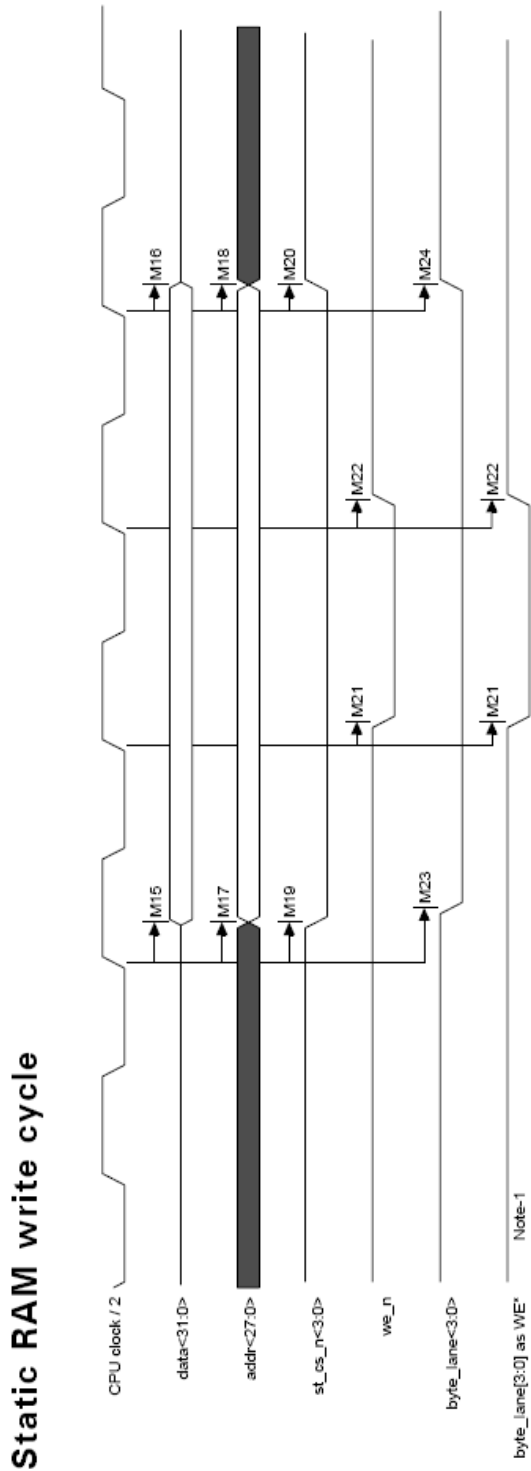 Static RAM write cycle
CPU clock / 2
data<31:0>
M15
M16
addr<27:0>
M17
M18
st_cs_n<3:0>
M19
M20
we_n
M21
M22
byte_lane<3:0>
M23
M24
byte_lane[3:0] as WE*
Note-1
M21
M22